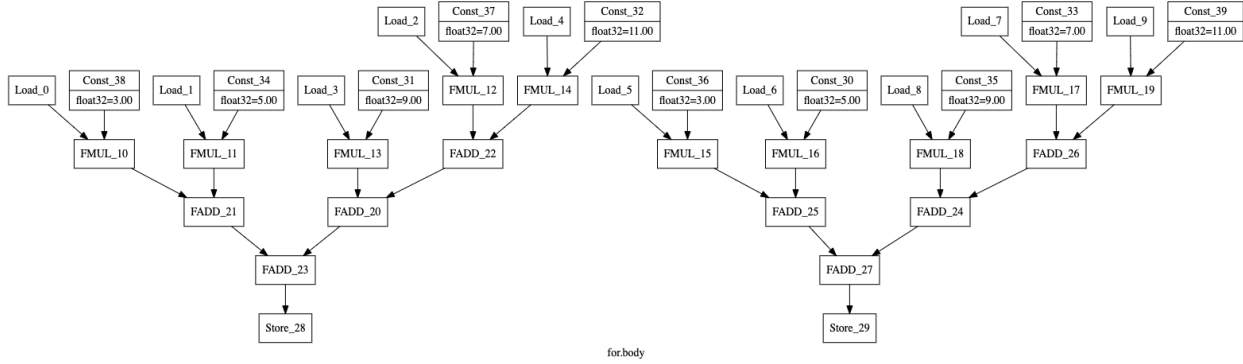 Load_2
Const_37
float32=7.00
Load_4
Const_32
float32=11.00
Load_7
Const_33
float32=7.00
Load_9
Const_39
float32=11.00
Load_0
Const_38
float32=3.00
Load_1
Const_34
float32=5.00
Load_3
Const_31
float32=9.00
FMUL_12
FMUL_14
Load_5
Const_36
float32=3.00
Load_6
Const_30
float32=5.00
Load_8
Const_35
float32=9.00
FMUL_17
FMUL_19
FMUL_10
FMUL_11
FMUL_13
FADD_22
FMUL_15
FMUL_16
FMUL_18
FADD_26
FADD_21
FADD_20
FADD_25
FADD_24
FADD_23
FADD_27
Store_28
Store_29
for.body